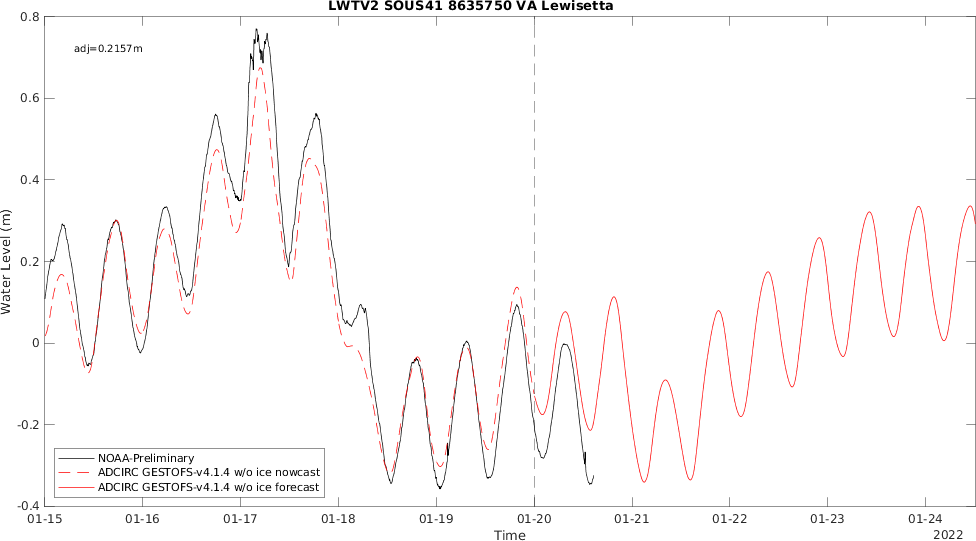 LWTV2 SOUS41 8635750 VA Lewisetta
adj=0.2157m
Water Level (m)
0.8
0.6
0.4
0.2
0
-0.2
-0.4
NOAA-Preliminary
ADCIRC GESTOFS-v4.1.4 w/o ice nowcast
ADCIRC GESTOFS-v4.1.4 w/o ice forecast
01-15 01-16 01-17 01-18 01-19 01-20 01-21 01-22 01-23 01-24
Time
2022